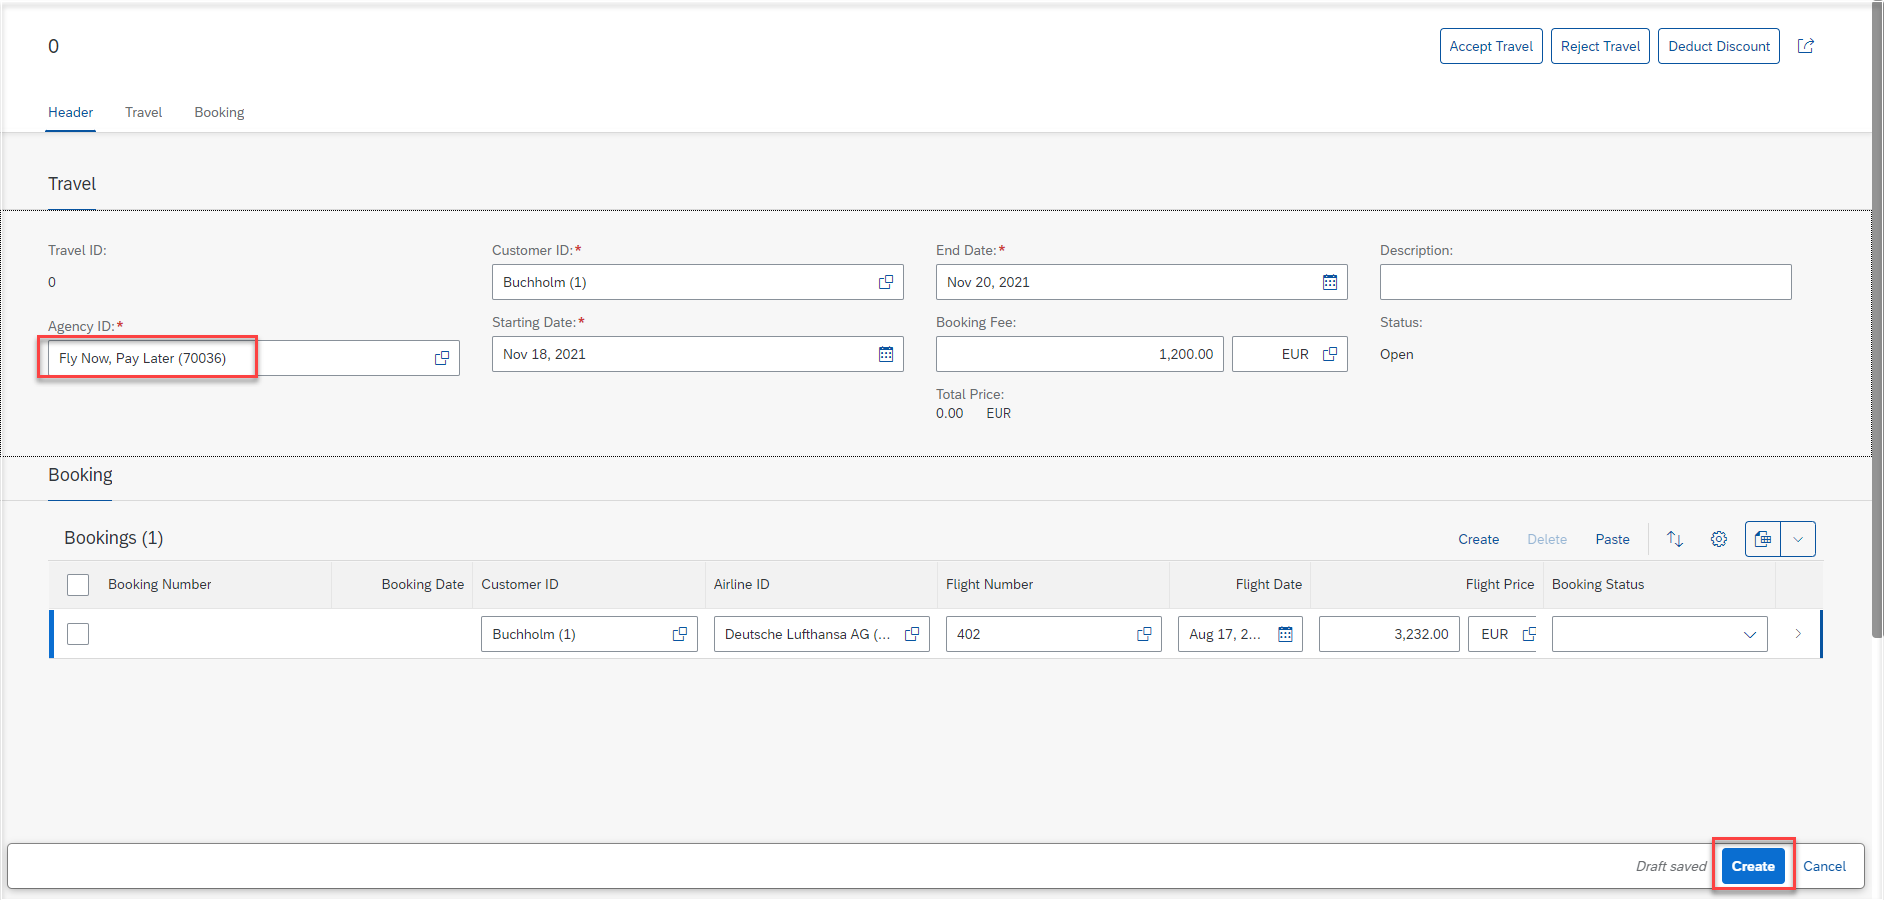 0
Accept Travel Reject Travel Deduct Discount
Header Travel Booking
Travel
Travel ID:
0
Agency ID:*
Fly Now, Pay Later (70036)
Customer ID:*
Buchholm (1)
Starting Date:*
Nov 18, 2021
End Date:*
Nov 20, 2021
Booking Fee:
1,200.00 EUR
Total Price:
0.00 EUR
Description:
Status:
Open
Booking
Bookings (1)
Create Delete Paste
Booking Number Booking Date Customer ID Airline ID Flight Number Flight Date Flight Price Booking Status
Buchholm (1) Deutsche Lufthansa AG (... 402 Aug 17, 2... 3,232.00 EUR
Draft saved Create Cancel